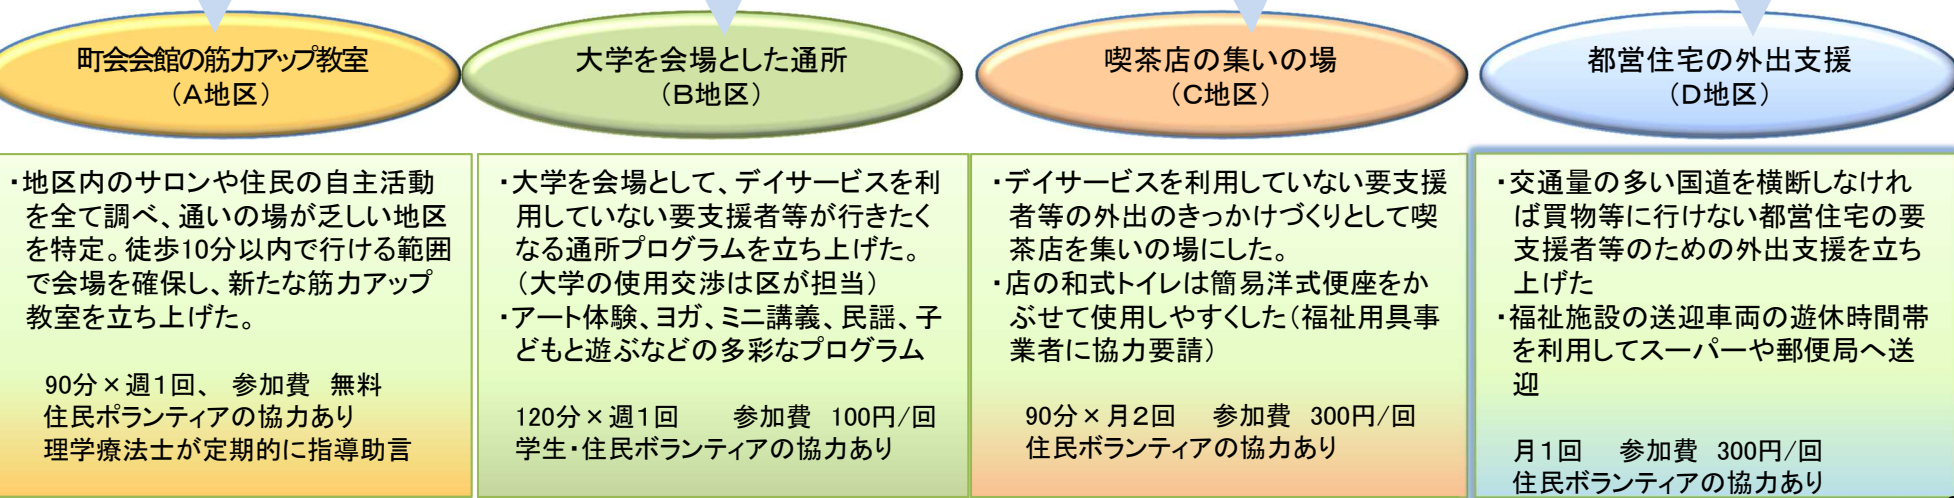 町会会館の筋力アップ教室
（A地区）
・地区内のサロンや住民の自主活動
を全て調べ、通いの場が乏しい地区
を特定。徒歩10分以内で行ける範囲
で会場を確保し、新たな筋力アップ
教室を立ち上げた。
90分×週１回、 参加費 無料
住民ボランティアの協力あり
理学療法士が定期的に指導助言
大学を会場とした通所
（B地区）
・大学を会場として、デイサービスを利
用していない要支援者等が行きたく
なる通所プログラムを立ち上げた。
（大学の使用交渉は区が担当）
・アート体験、ヨガ、ミニ講義、民謡、子
どもと遊ぶなどの多彩なプログラム
120分×週１回 参加費 100円/回
学生・住民ボランティアの協力あり
喫茶店の集いの場
（C地区）
・デイサービスを利用していない要支援
者等の外出のきっかけづくりとして喫
茶店を集いの場にした。
・店の和式トイレは簡易洋式便座をか
ぶせて使用しやすくした（福祉用具事
業者に協力要請）
90分×月２回 参加費 300円/回
住民ボランティアの協力あり
都営住宅の外出支援
（D地区）
・交通量の多い国道を横断しなけれ
ば買物等に行けない都営住宅の要
支援者等のための外出支援を立ち
上げた
・福祉施設の送迎車両の遊休時間帯
を利用してスーパーや郵便局へ送
迎
月１回 参加費 300円/回
住民ボランティアの協力あり